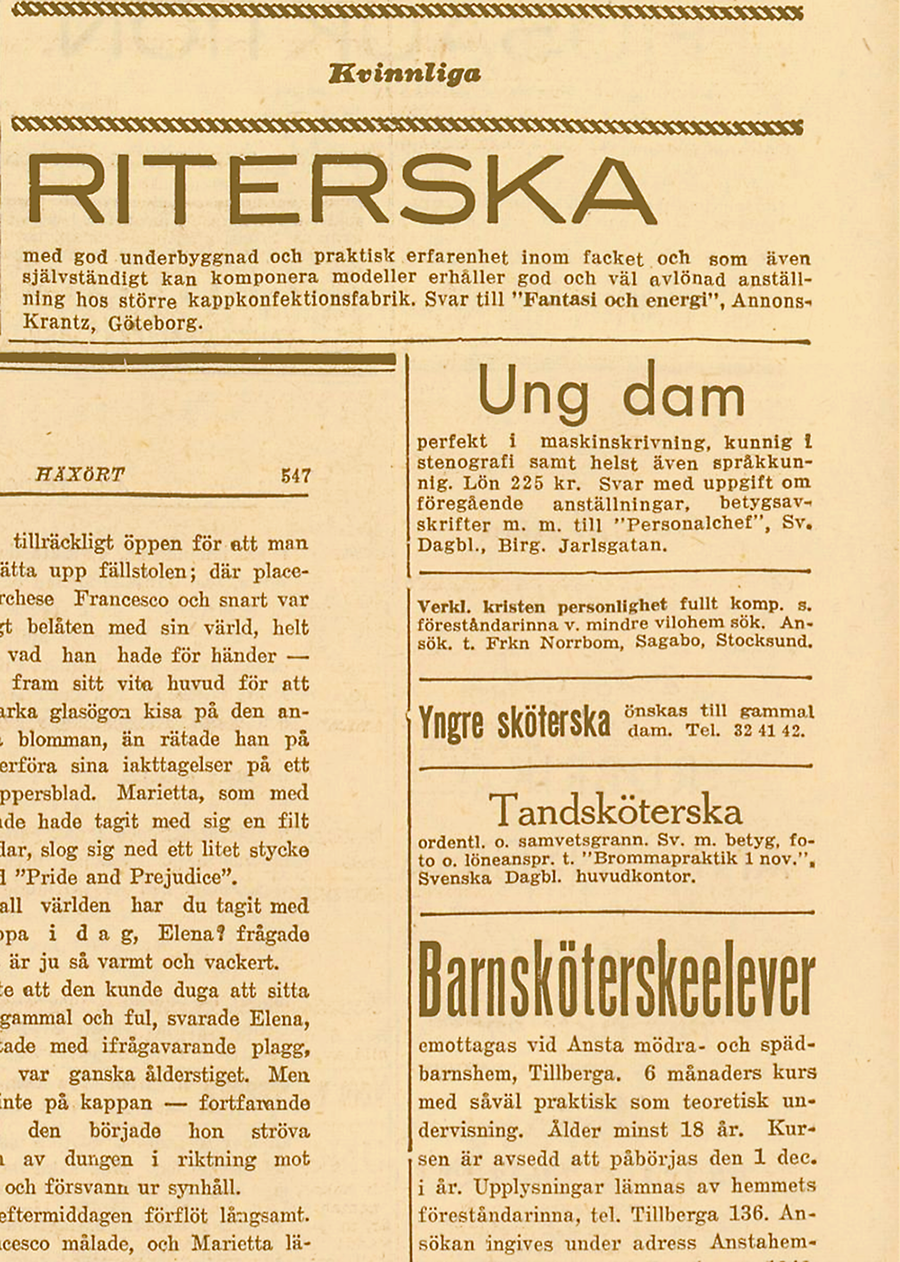 Kvinnliga
RITERSKA
med god underbyggnad och praktisk erfarenhet inom facket och som även
självständigt kan komponera modeller erhåller god och väl avlönad anställ-
ning hos större kappkonfektionsfabrik. Svar till "Fantasi och energi", Annons-
Krantz, Göteborg.
HÄXÖRT 547
tillräckligt öppen för att man
ätta upp fällstolen; där place-
rchese Francesco och snart var
gt belåten med sin värld, helt
vad han hade för händer —
fram sitt vita huvud för att
arka glasögon kisa på den an-
blomman, än rätade han på
erföra sina iakttagelser på ett
ppersblad. Marietta, som med
de hade tagit med sig en filt
dar, slog sig ned ett litet stycke
"Pride and Prejudice".
all världen har du tagit med
ppa i d a g, Elena? frågade
är ju så varmt och vackert.
te att den kunde duga att sitta
gammal och ful, svarade Elena,
tade med ifrågavarande plagg,
var ganska ålderstiget. Men
inte på kappan — fortfarande
den började hon ströva
av dungen i riktning mot
och försvann ur synhåll.
eftermiddagen förflöt långsamt.
cesco målade, och Marietta lä-
Ung dam
perfekt i maskinskrivning, kunnig i
stenografi samt helst även språkkun-
nig. Lön 225 kr. Svar med uppgift om
föregående anställningar, betygsav-
skrifter m. m. till "Personalchef", Sv.
Dagbl., Birg. Jarlsgatan.
Verkl. kristen personlighet fullt komp. s.
föreståndarinna v. mindre vilohem sök. An-
sök. t. Frkn Norrbom, Sagabo, Stocksund.
Yngre sköterska önskas till gammal
dam. Tel. 32 41 42.
Tandsköterska
ordentl. o. samvetsgrann. Sv. m. betyg, fo-
to o. löneanspr. t. "Brommapraktik 1 nov.",
Svenska Dagbl. huvudkontor.
Barnsköterskeelever
emottagas vid Ansta mödra- och späd-
barnshem, Tillberga. 6 månaders kurs
med såväl praktisk som teoretisk un-
dervisning. Ålder minst 18 år. Kur-
sen är avsedd att påbörjas den 1 dec.
i år. Upplysningar lämnas av hemmets
föreståndarinna, tel. Tillberga 136. An-
sökan ingives under adress Anstahem-